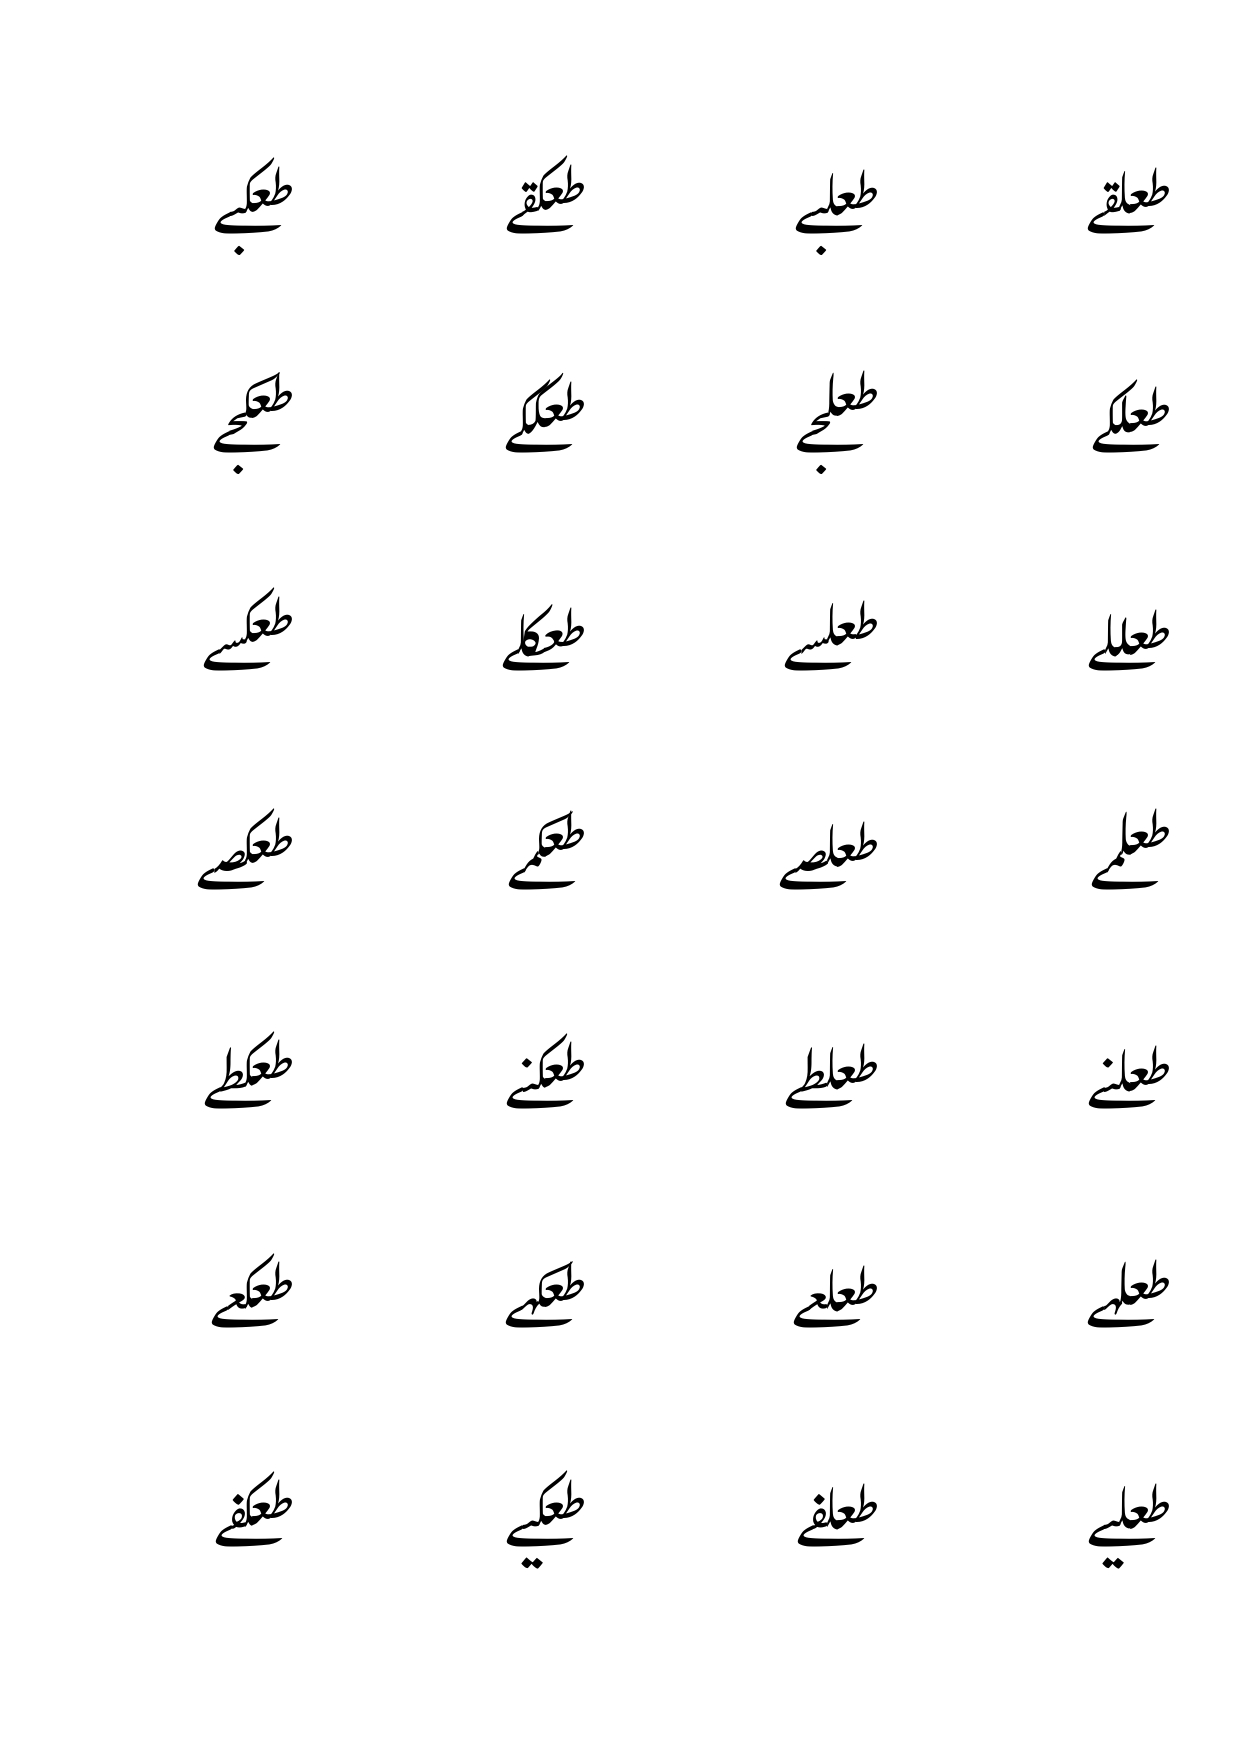 طعلقے طعلبے طعکقے طعکبے
طعلکے طعلجے طعککے طعکجے
طعللے طعلسے طعکلے طعکسے
طعلمے طعلصے طعکمے طعکصے
طعلنے طعلطے طعکنے طعکطے
طعلہے طعلعے طعکہے طعکعے
طعلیے طعلفے طعکیے طعکفے